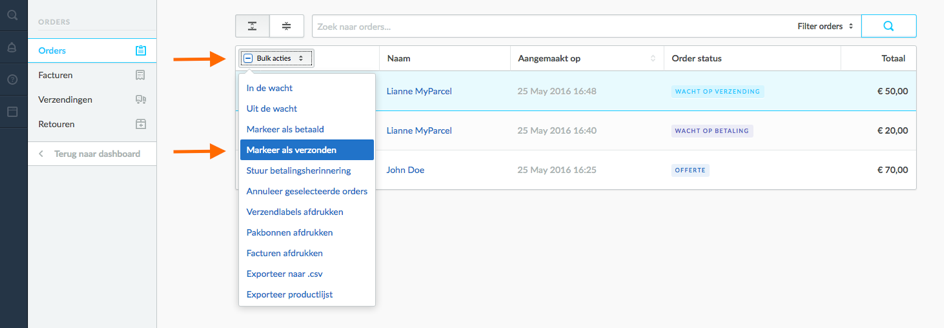 ORDERS
Orders
Facturen
Verzendingen
Retouren
Terug naar dashboard
Zoek naar orders...
Filter orders
Bulk acties
Naam
Aangemaakt op
Order status
Totaal
Lianne MyParcel
25 May 2016 16:48
WACHT OP VERZENDING
€ 50,00
Lianne MyParcel
25 May 2016 16:40
WACHT OP BETALING
€ 20,00
John Doe
25 May 2016 16:25
OFFERTE
€ 70,00
In de wacht
Uit de wacht
Markeer als betaald
Markeer als verzonden
Stuur betalingsherinnering
Annuleer geselecteerde orders
Verzendlabels afdrukken
Pakbonnen afdrukken
Facturen afdrukken
Exporteer naar .csv
Exporteer productlijst